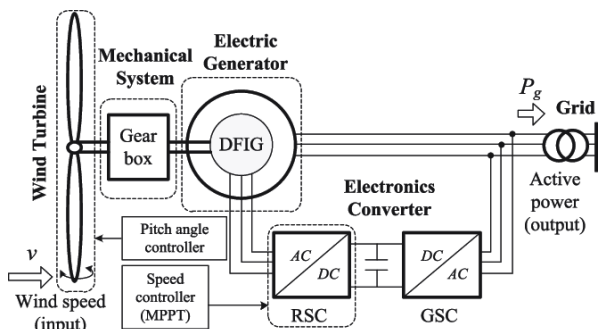 Electric
Generator
Mechanical
System
Wind Turbine
Gear
box
DFIG
P_g
Grid
Active
power
(output)
Electronics
Converter
Pitch angle
controller
v
Wind speed
(input)
Speed
controller
(MPPT)
AC
DC
RSC
DC
AC
GSC